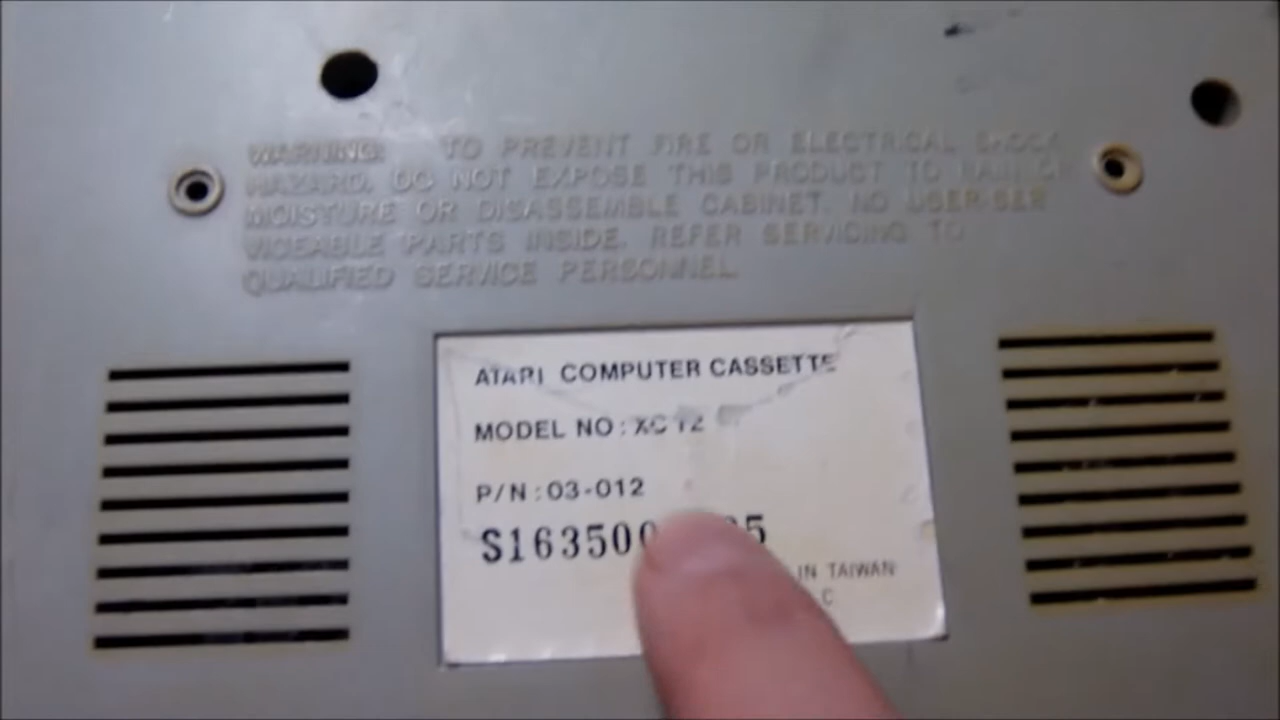 WARNING: TO PREVENT FIRE OR ELECTRICAL SHOCK
HAZARD, DO NOT EXPOSE THIS PRODUCT TO RAIN OR
MOISTURE OR DISASSEMBLE CABINET. NO USER-SER
VICEABLE PARTS INSIDE. REFER SERVICING TO
QUALIFIED SERVICE PERSONNEL
ATARI COMPUTER CASSETTE
MODEL NO: XC12
P/N:03-012
IN TAIWAN
C